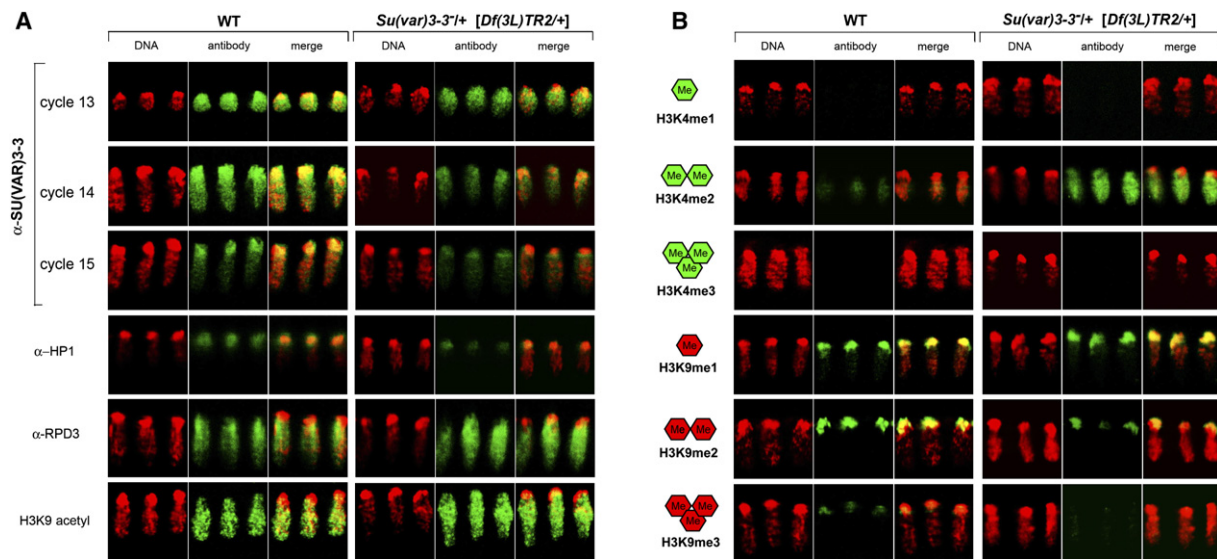 A
WT
Su(var)3-3⁻/+ [Df(3L)TR2/+]
DNA
antibody
merge
DNA
antibody
merge
α-SU(VAR)3-3
cycle 13
cycle 14
cycle 15
α-HP1
α-RPD3
H3K9 acetyl
B
WT
Su(var)3-3⁻/+ [Df(3L)TR2/+]
DNA
antibody
merge
DNA
antibody
merge
Me
H3K4me1
Me Me
H3K4me2
Me Me
Me
H3K4me3
Me
H3K9me1
Me Me
H3K9me2
Me Me
Me
H3K9me3